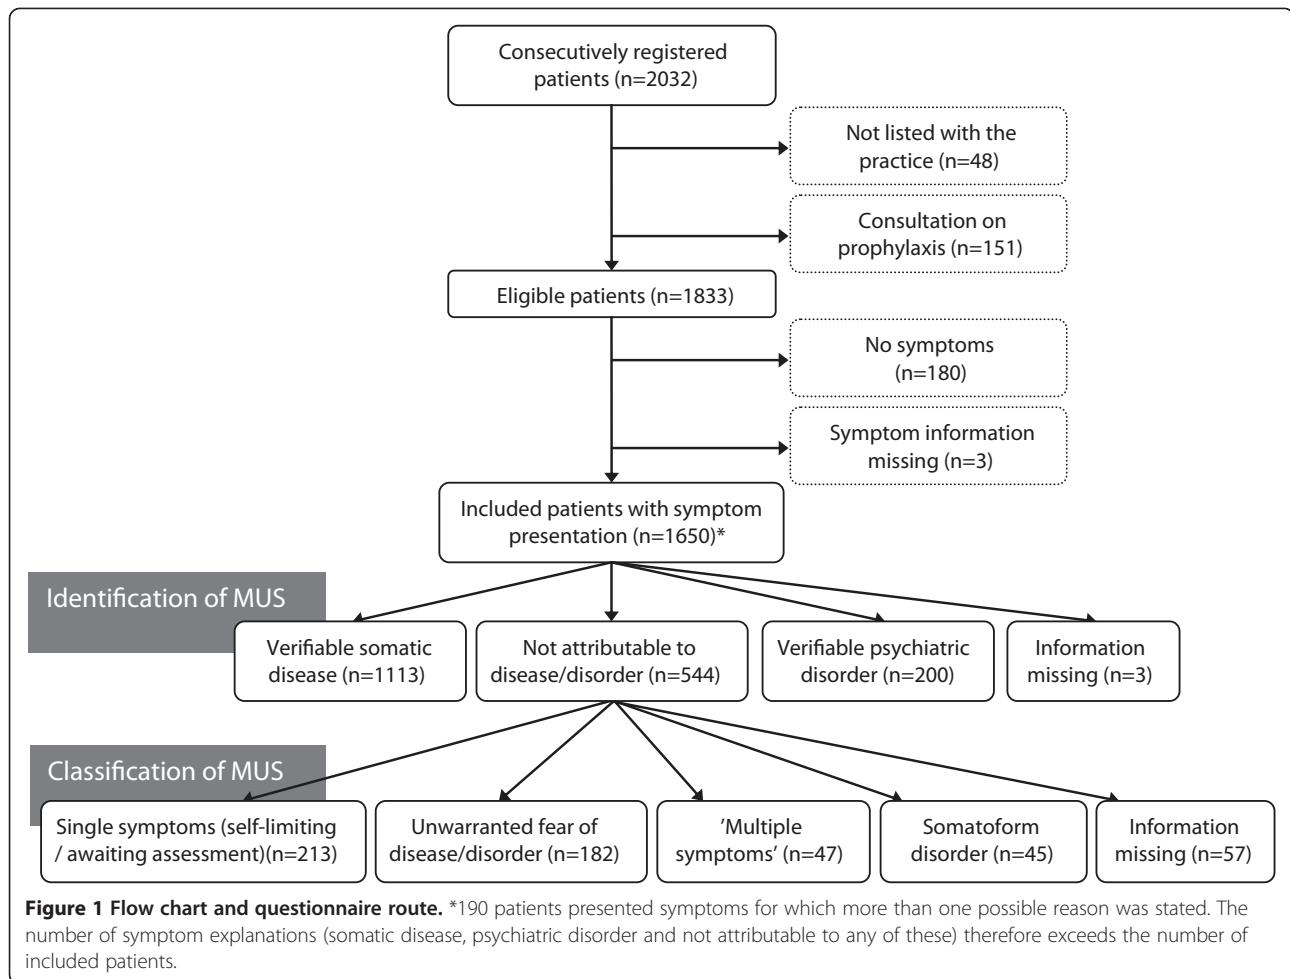 Consecutively registered
patients (n=2032)
Not listed with the
practice (n=48)
Consultation on
prophylaxis (n=151)
Eligible patients (n=1833)
No symptoms
(n=180)
Symptom information
missing (n=3)
Included patients with symptom
presentation (n=1650)*
Identification of MUS
Verifiable somatic
disease (n=1113)
Not attributable to
disease/disorder (n=544)
Verifiable psychiatric
disorder (n=200)
Information
missing (n=3)
Classification of MUS
Single symptoms (self-limiting
/ awaiting assessment)(n=213)
Unwarranted fear of
disease/disorder (n=182)
’Multiple
symptoms’ (n=47)
Somatoform
disorder (n=45)
Information
missing (n=57)
Figure 1 Flow chart and questionnaire route. *190 patients presented symptoms for which more than one possible reason was stated. The
number of symptom explanations (somatic disease, psychiatric disorder and not attributable to any of these) therefore exceeds the number of
included patients.